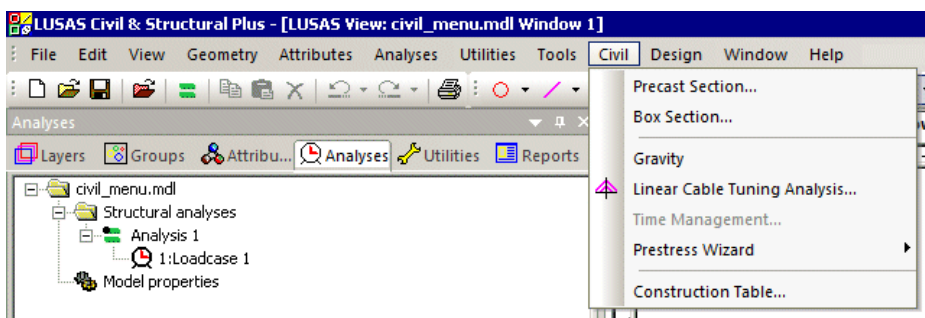 LUSAS Civil & Structural Plus - [LUSAS View: civil_menu.mdl Window 1]
File Edit View Geometry Attributes Analyses Utilities Tools Civil Design Window Help
Analyses
Layers Groups Attribu... Analyses Utilities Reports
civil_menu.mdl
Structural analyses
Analysis 1
1:Loadcase 1
Model properties
Precast Section...
Box Section...
Gravity
Linear Cable Tuning Analysis...
Time Management...
Prestress Wizard
Construction Table...